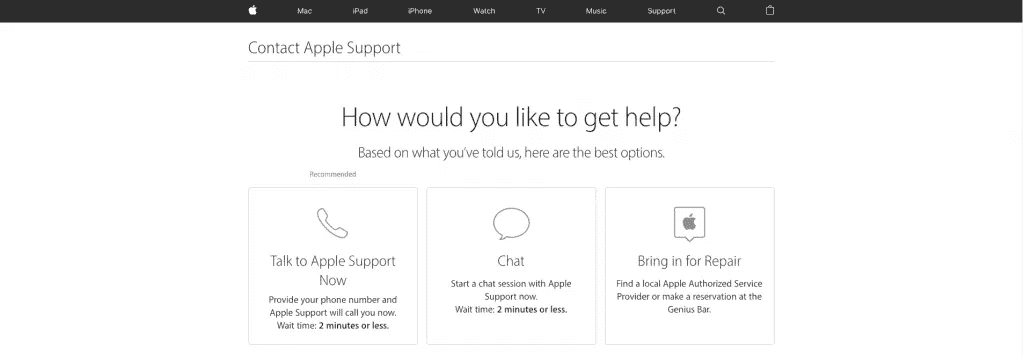 Mac iPad iPhone Watch TV Music Support
Contact Apple Support
How would you like to get help?
Based on what you've told us, here are the best options.
Recommended
Talk to Apple Support
Now
Provide your phone number and
Apple Support will call you now.
Wait time: 2 minutes or less.
Chat
Start a chat session with Apple
Support now.
Wait time: 2 minutes or less.
Bring in for Repair
Find a local Apple Authorized Service
Provider or make a reservation at the
Genius Bar.